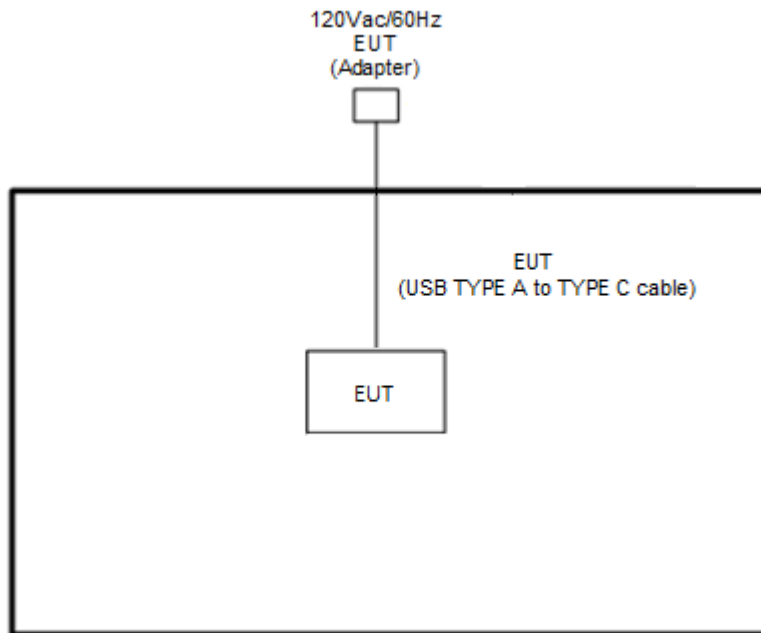 120Vac/60Hz
EUT
(Adapter)
EUT
(USB TYPE A to TYPE C cable)
EUT